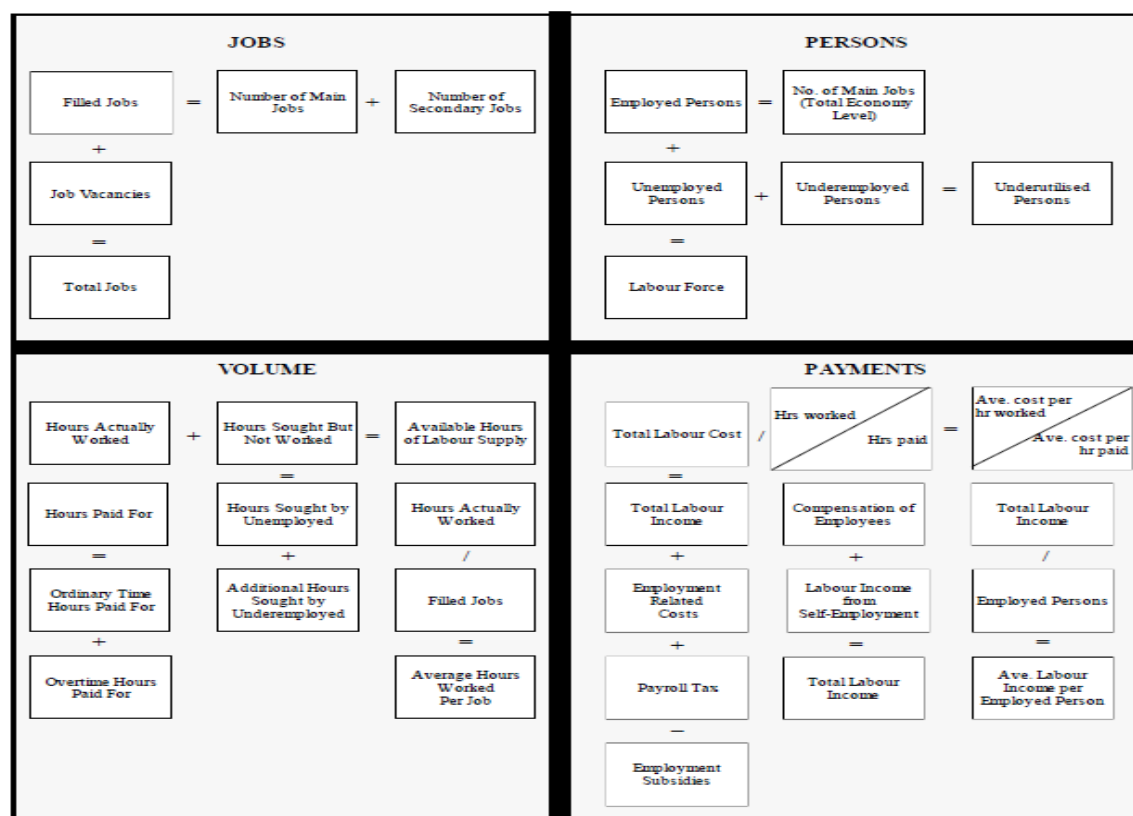 JOBS
Filled Jobs
=
Number of Main
Jobs
+
Number of
Secondary Jobs
+
Job Vacancies
=
Total Jobs
PERSONS
Employed Persons
=
No. of Main Jobs
(Total Economy
Level)
+
Unemployed
Persons
+
Underemployed
Persons
=
Underutilised
Persons
=
Labour Force
VOLUME
Hours Actually
Worked
+
Hours Sought But
Not Worked
=
Available Hours
of Labour Supply
=
Hours Paid For
Hours Sought by
Unemployed
Hours Actually
Worked
=
+
/
Ordinary Time
Hours Paid For
Additional Hours
Sought by
Underemployed
Filled Jobs
+
=
Overtime Hours
Paid For
Average Hours
Worked
Per Job
PAYMENTS
Total Labour Cost
/
Hrs worked
Hrs paid
=
Ave. cost per
hr worked
Ave. cost per
hr paid
=
Total Labour
Income
Compensation of
Employees
Total Labour
Income
+
+
/
Employment
Related
Costs
Labour Income
from
Self-Employment
Employed Persons
+
=
=
Payroll Tax
Total Labour
Income
Ave. Labour
Income per
Employed Person
−
Employment
Subsidies